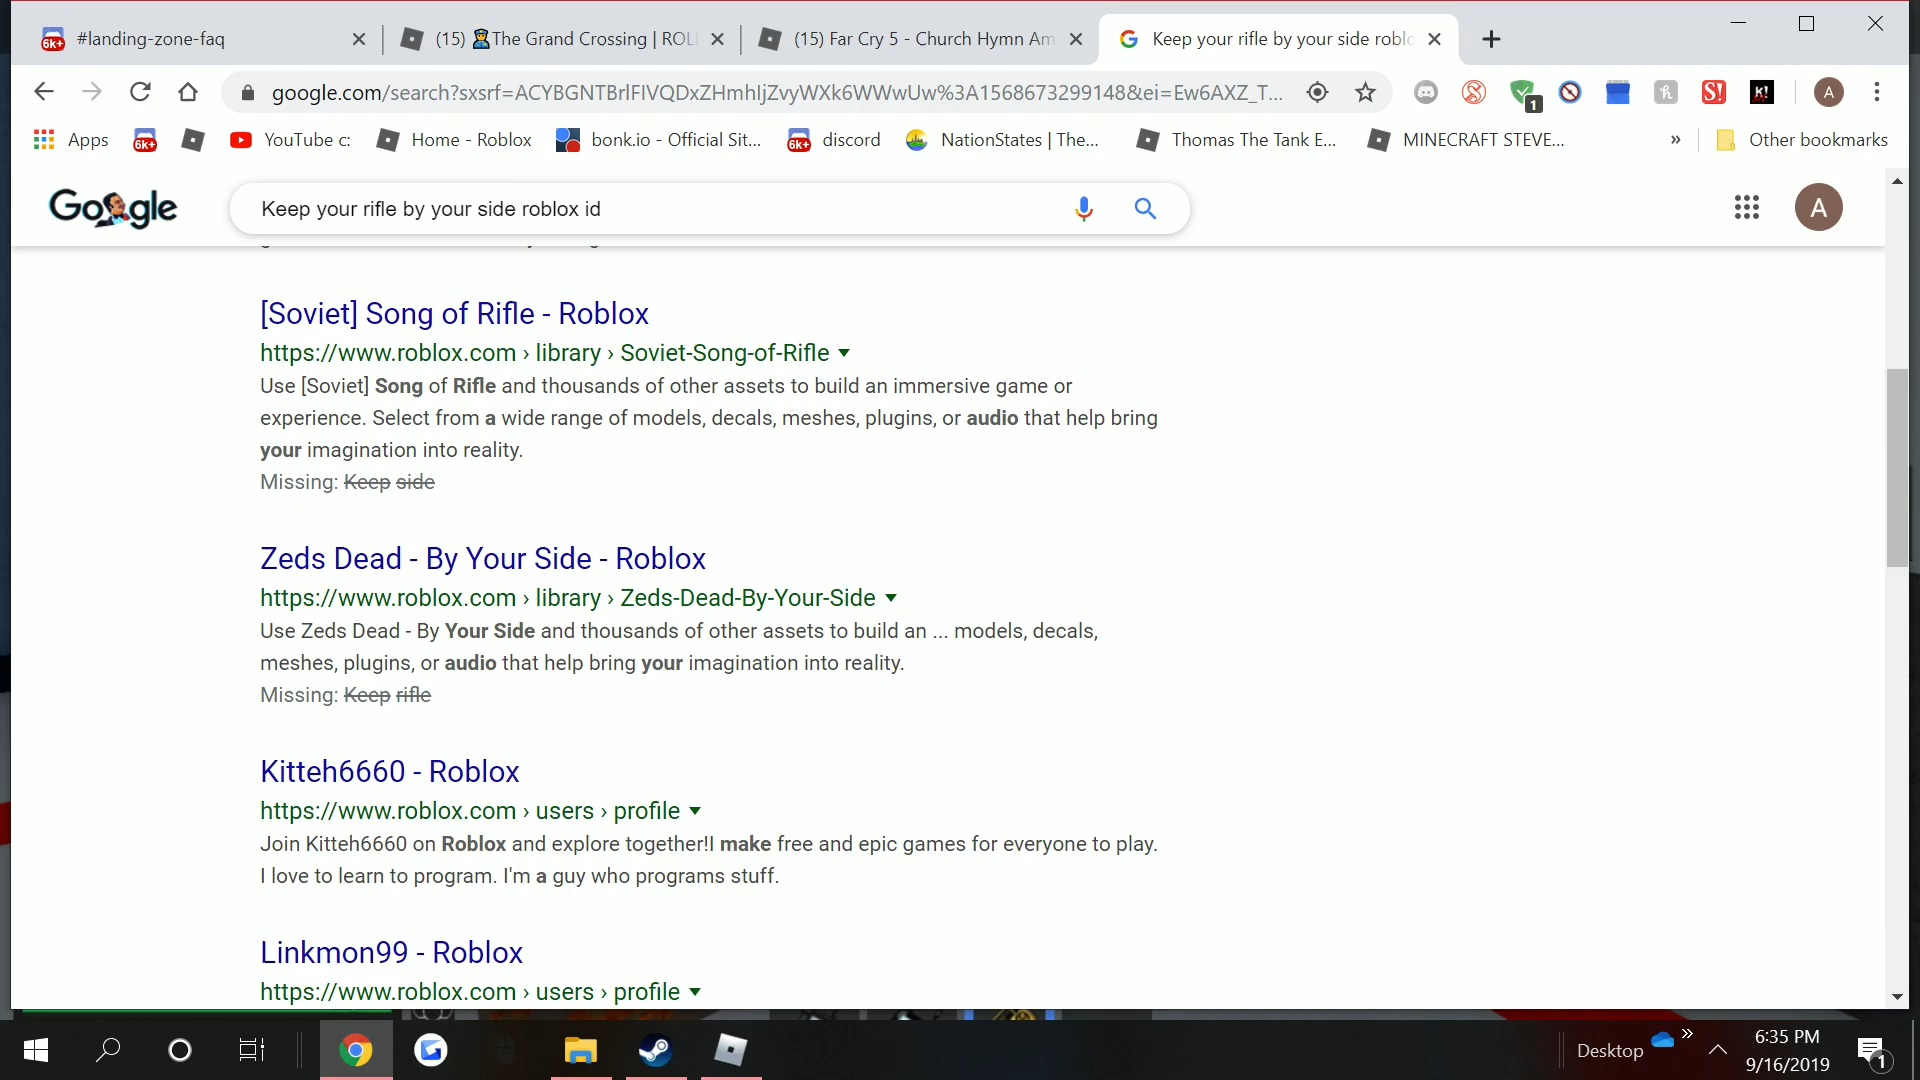 6k+ #landing-zone-faq
(15) The Grand Crossing | ROL
(15) Far Cry 5 - Church Hymn Am
Keep your rifle by your side roblo
google.com/search?sxsrf=ACYBGNTBrlFIVQDxZHmhIjZvyWXk6WWwUw%3A1568673299148&ei=Ew6AXZ_T...
1
S!
K!
A
Apps
6k+
YouTube c:
Home - Roblox
bonk.io - Official Sit...
6k+ discord
NationStates | The...
Thomas The Tank E...
MINECRAFT STEVE...
»
Other bookmarks
Google
Keep your rifle by your side roblox id
A
[Soviet] Song of Rifle - Roblox
https://www.roblox.com › library › Soviet-Song-of-Rifle
Use [Soviet] Song of Rifle and thousands of other assets to build an immersive game or
experience. Select from a wide range of models, decals, meshes, plugins, or audio that help bring
your imagination into reality.
Missing: Keep side
Zeds Dead - By Your Side - Roblox
https://www.roblox.com › library › Zeds-Dead-By-Your-Side
Use Zeds Dead - By Your Side and thousands of other assets to build an ... models, decals,
meshes, plugins, or audio that help bring your imagination into reality.
Missing: Keep rifle
Kitteh6660 - Roblox
https://www.roblox.com › users › profile
Join Kitteh6660 on Roblox and explore together!I make free and epic games for everyone to play.
I love to learn to program. I'm a guy who programs stuff.
Linkmon99 - Roblox
https://www.roblox.com › users › profile
Desktop
»
6:35 PM
9/16/2019
1